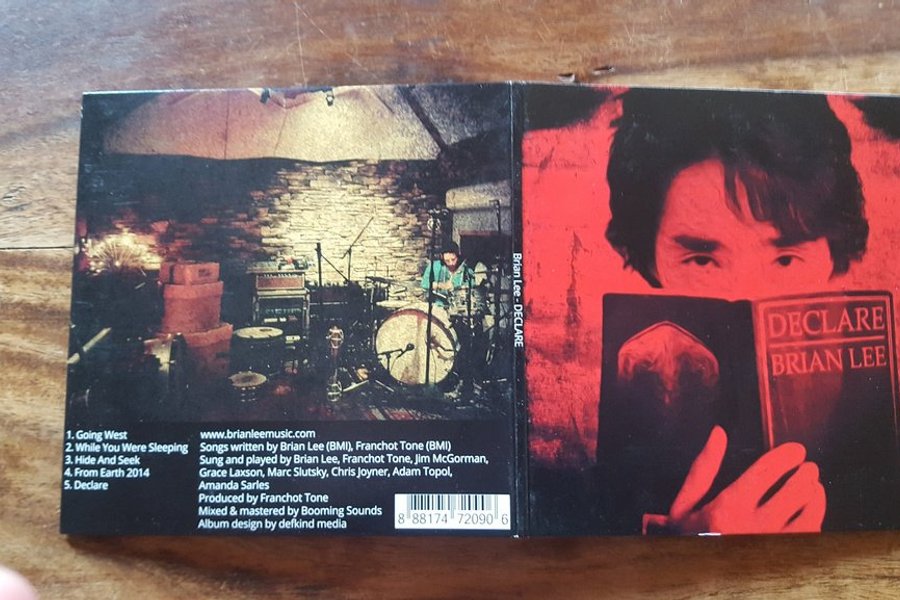 1. Going West
2. While You Were Sleeping
3. Hide And Seek
4. From Earth 2014
5. Declare
www.brianleemusic.com
Songs written by Brian Lee (BMI), Franchot Tone (BMI)
Sung and played by Brian Lee, Franchot Tone, Jim McGorman,
Grace Laxson, Marc Slutsky, Chris Joyner, Adam Topol,
Amanda Sarles
Produced by Franchot Tone
Mixed & mastered by Booming Sounds
Album design by defkind media
8 88174 72090 6
Brian Lee - DECLARE
DECLARE
BRIAN LEE